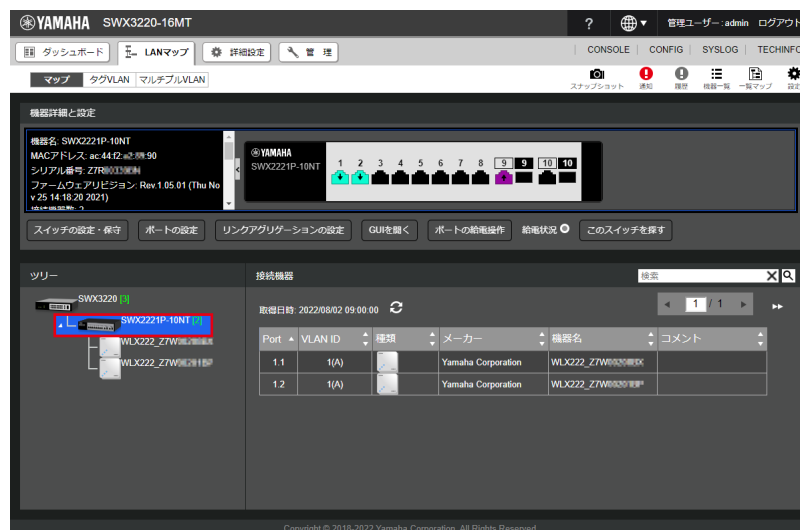 YAMAHA SWX3220-16MT ? 管理ユーザー: admin ログアウト
ダッシュボード LANマップ 詳細設定 管 理 CONSOLE CONFIG SYSLOG TECHINFO
マップ タグVLAN マルチプルVLAN スナップショット 通知 履歴 機器一覧 一覧マップ 設定
機器詳細と設定
機器名: SWX2221P-10NT
MACアドレス: ac:44:f2: :90
シリアル番号: Z7R
ファームウェアリビジョン: Rev.1.05.01 (Thu No
v 25 14:18:20 2021)
接続機器数: 2
YAMAHA
SWX2221P-10NT 1 2 3 4 5 6 7 8 9 9 10 10
スイッチの設定・保守 ポートの設定 リンクアグリゲーションの設定 GUIを開く ポートの給電操作 給電状況 このスイッチを探す
ツリー
SWX3220 [3]
SWX2221P-10NT [2]
WLX222_Z7W
WLX222_Z7W
接続機器 検索
取得日時: 2022/08/02 09:00:00 1 / 1
Port VLAN ID 種類 メーカー 機器名 コメント
1.1 1(A) Yamaha Corporation WLX222_Z7W
1.2 1(A) Yamaha Corporation WLX222_Z7W
Copyright © 2018-2022 Yamaha Corporation. All Rights Reserved.